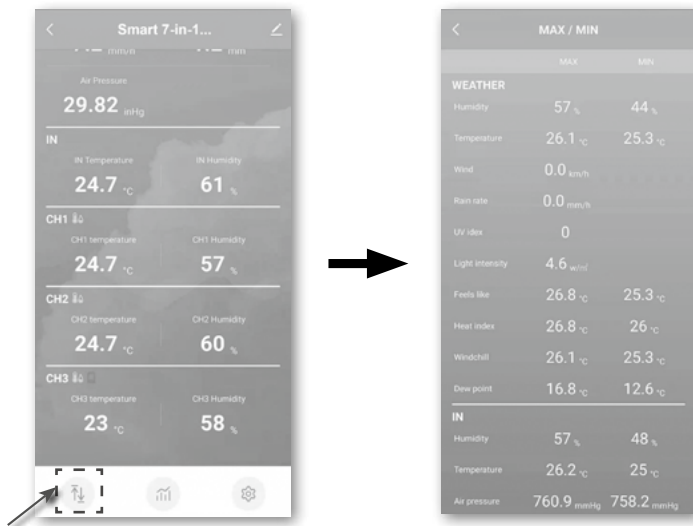 Smart 7-in-1...
mm/h mm
Air Pressure
29.82 inHg
IN
IN Temperature IN Humidity
24.7 °C 61 %
CH1
CH1 temperature CH1 Humidity
24.7 °C 57 %
CH2
CH2 temperature CH2 Humidity
24.7 °C 60 %
CH3
CH3 temperature CH3 Humidity
23 °C 58 %
MAX / MIN
MAX MIN
WEATHER
Humidity 57 % 44 %
Temperature 26.1 °C 25.3 °C
Wind 0.0 km/h
Rain rate 0.0 mm/h
UV idex 0
Light intensity 4.6 w/㎡
Feels like 26.8 °C 25.3 °C
Heat index 26.8 °C 26 °C
Windchill 26.1 °C 25.3 °C
Dew point 16.8 °C 12.6 °C
IN
Humidity 57 % 48 %
Temperature 26.2 °C 25 °C
Air pressure 760.9 mmHg 758.2 mmHg